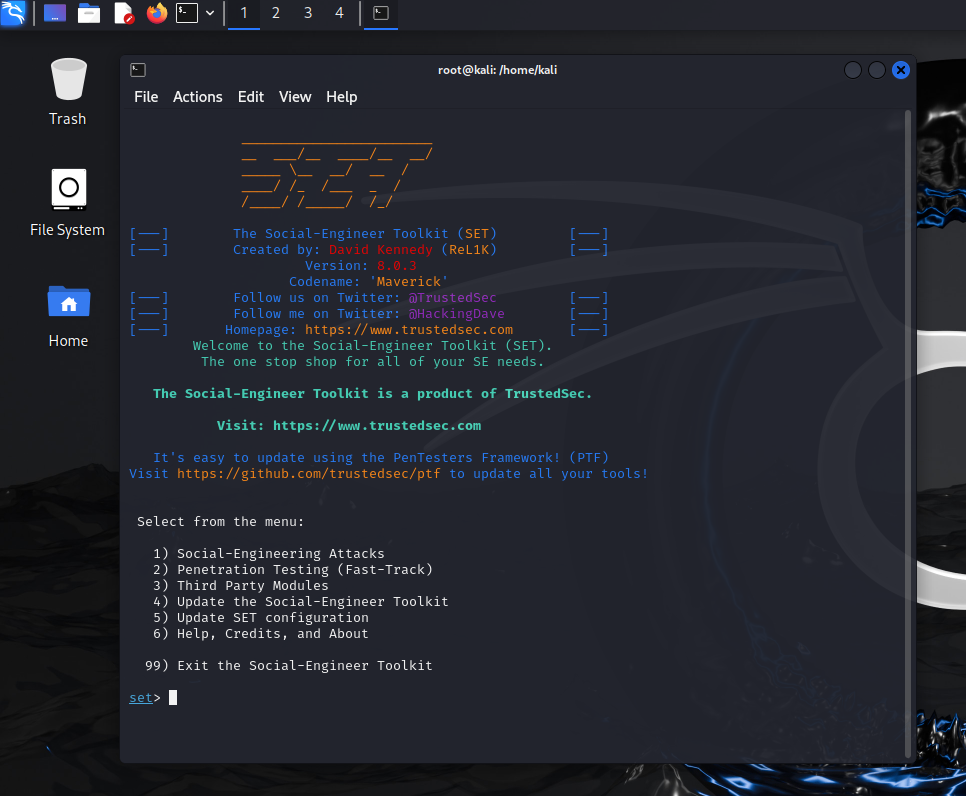 1 2 3 4
root@kali: /home/kali
File Actions Edit View Help
Trash
File System
Home
[---] The Social-Engineer Toolkit (SET) [---]
[---] Created by: David Kennedy (ReL1K) [---]
Version: 8.0.3
Codename: 'Maverick'
[---] Follow us on Twitter: @TrustedSec [---]
[---] Follow me on Twitter: @HackingDave [---]
[---] Homepage: https://www.trustedsec.com [---]
Welcome to the Social-Engineer Toolkit (SET).
The one stop shop for all of your SE needs.
The Social-Engineer Toolkit is a product of TrustedSec.
Visit: https://www.trustedsec.com
It's easy to update using the PenTesters Framework! (PTF)
Visit https://github.com/trustedsec/ptf to update all your tools!
Select from the menu:
1) Social-Engineering Attacks
2) Penetration Testing (Fast-Track)
3) Third Party Modules
4) Update the Social-Engineer Toolkit
5) Update SET configuration
6) Help, Credits, and About
99) Exit the Social-Engineer Toolkit
set>